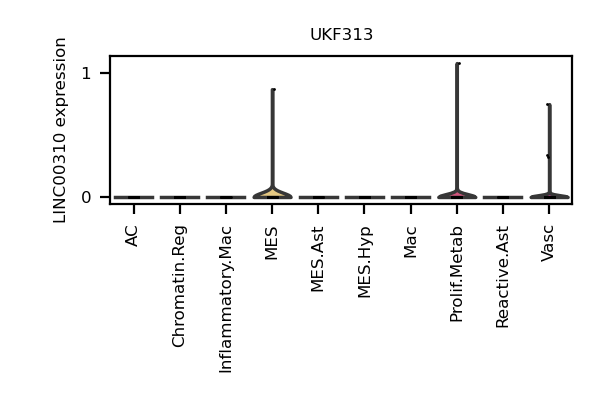 UKF313
LINC00310 expression
1
0
AC
Chromatin.Reg
Inflammatory.Mac
MES
MES.Ast
MES.Hyp
Mac
Prolif.Metab
Reactive.Ast
Vasc